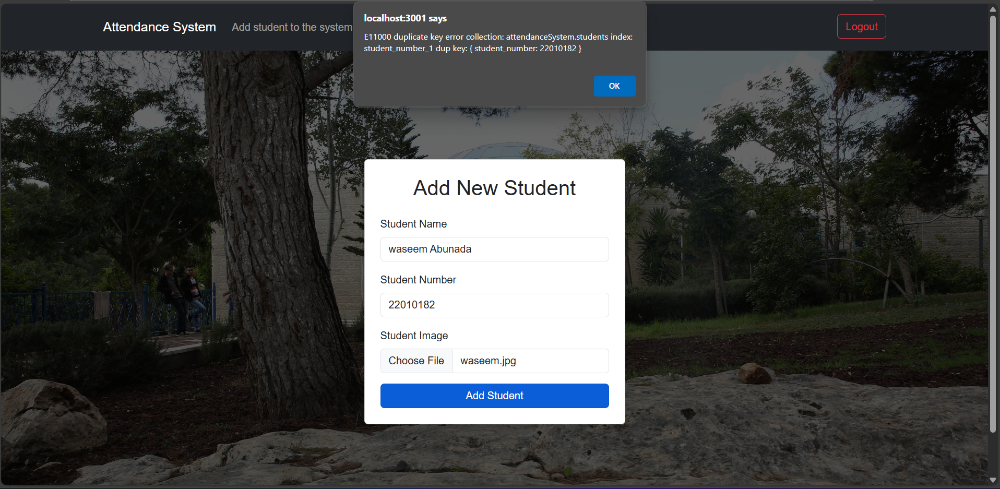 Attendance System
Add student to the system
localhost:3001 says
E11000 duplicate key error collection: attendanceSystem.students index:
student_number_1 dup key: { student_number: 22010182 }
OK
Logout
Add New Student
Student Name
waseem Abunada
Student Number
22010182
Student Image
Choose File waseem.jpg
Add Student